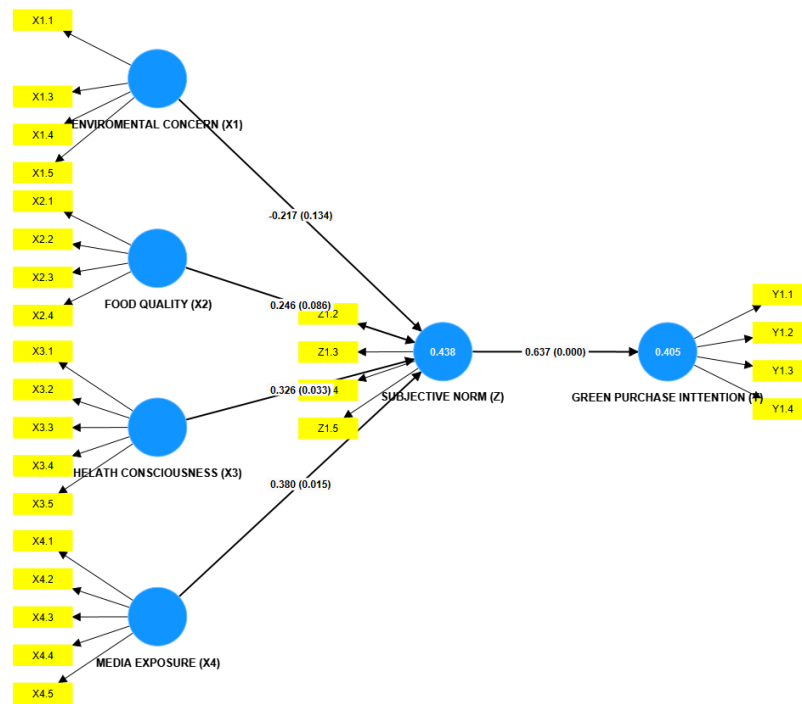 X1.1
X1.3
X1.4
X1.5
ENVIROMENTAL CONCERN (X1)
-0.217 (0.134)
X2.1
X2.2
X2.3
X2.4
FOOD QUALITY (X2)
0.246 (0.086)
Z1.2
Z1.3
4
Z1.5
0.438
SUBJECTIVE NORM (Z)
0.637 (0.000)
0.405
GREEN PURCHASE INTTENTION (Y)
Y1.1
Y1.2
Y1.3
Y1.4
X3.1
X3.2
X3.3
X3.4
X3.5
HELATH CONSCIOUSNESS (X3)
0.326 (0.033)
0.380 (0.015)
X4.1
X4.2
X4.3
X4.4
X4.5
MEDIA EXPOSURE (X4)